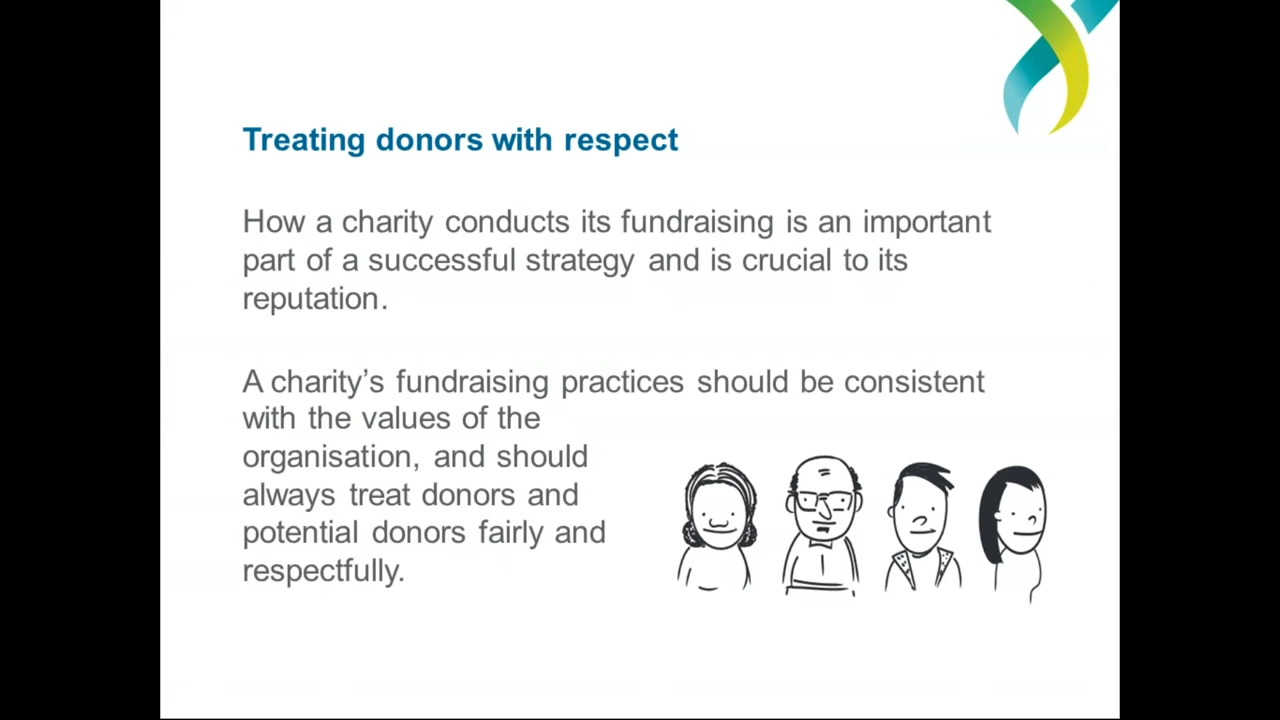 Treating donors with respect
How a charity conducts its fundraising is an important
part of a successful strategy and is crucial to its
reputation.
A charity’s fundraising practices should be consistent
with the values of the
organisation, and should
always treat donors and
potential donors fairly and
respectfully.